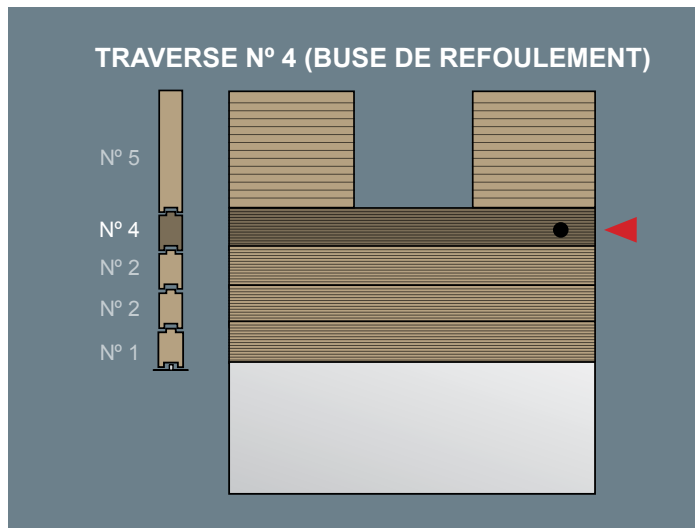 TRAVERSE Nº 4 (BUSE DE REFOULEMENT)
Nº 5
Nº 4
Nº 2
Nº 2
Nº 1